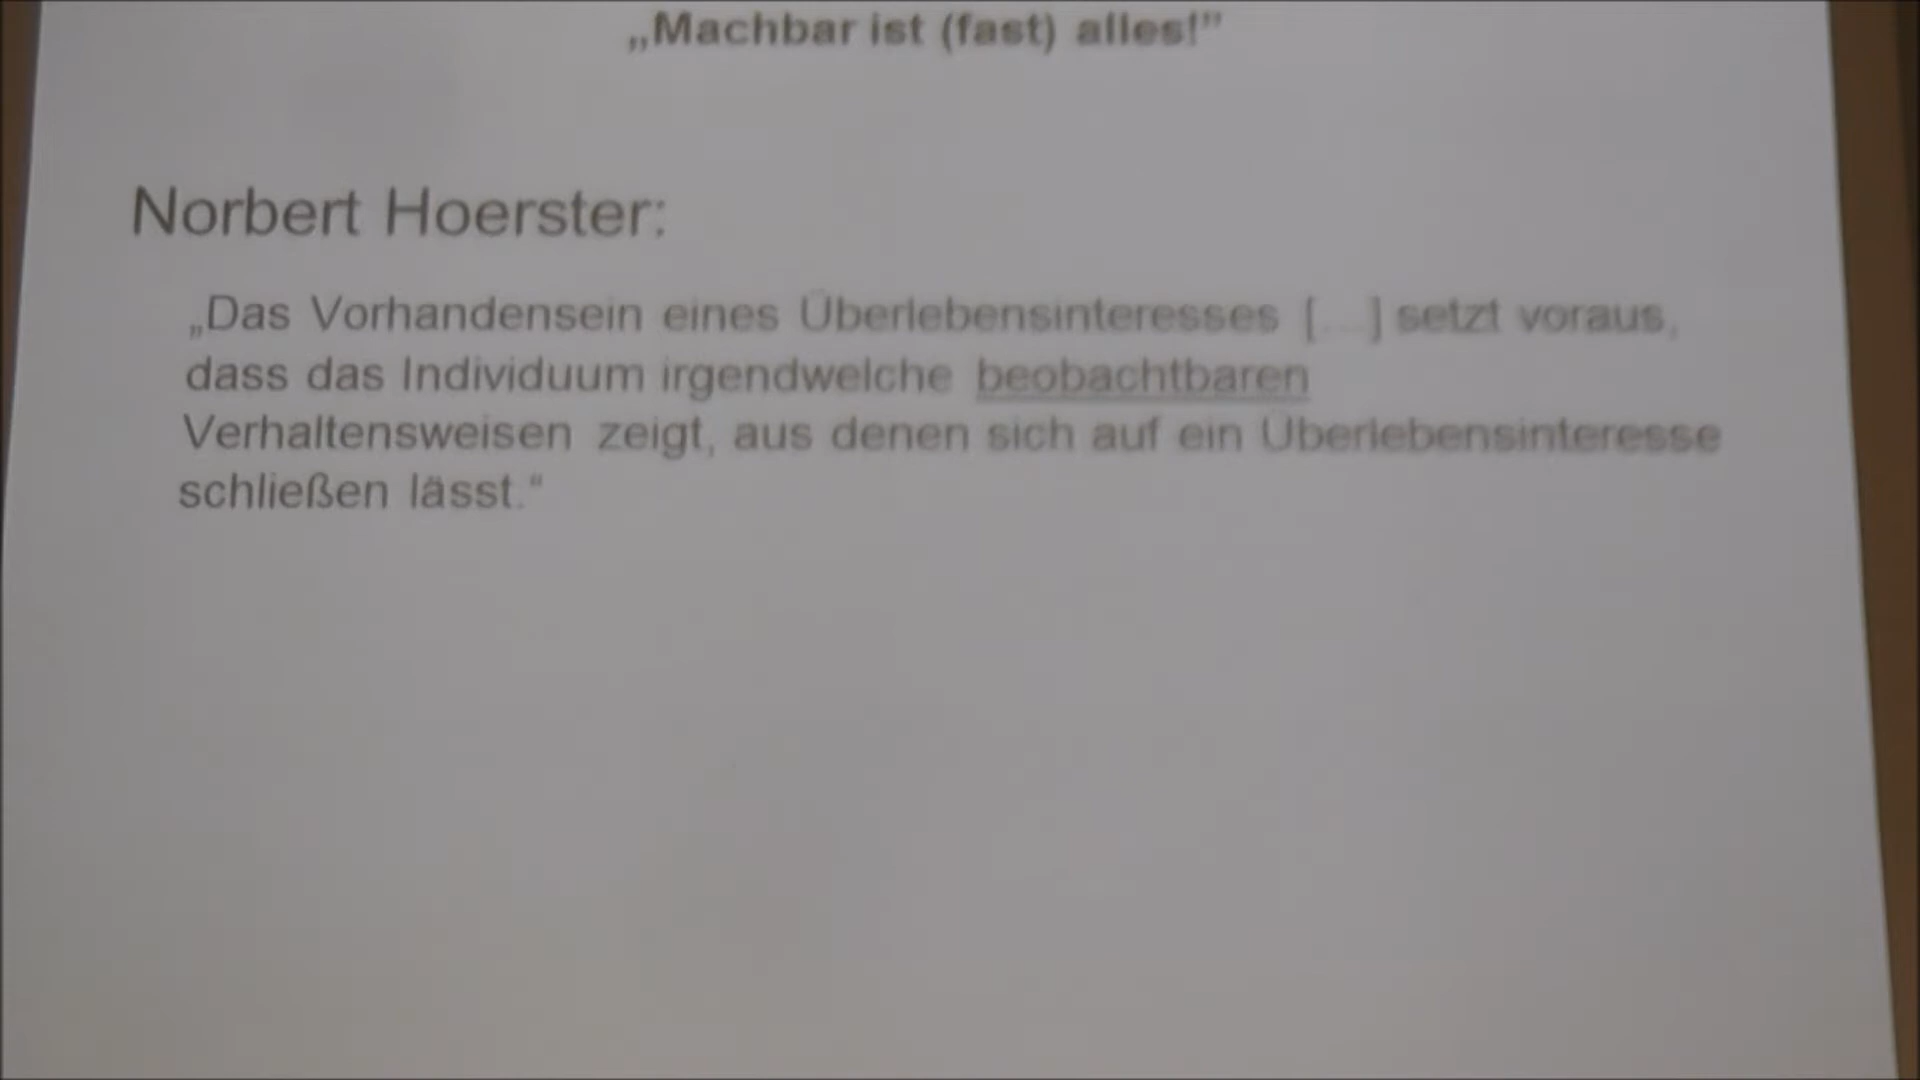 „Machbar ist (fast) alles!”
Norbert Hoerster:
„Das Vorhandensein eines Überlebensinteresses [...] setzt voraus,
dass das Individuum irgendwelche beobachtbaren
Verhaltensweisen zeigt, aus denen sich auf ein Überlebensinteresse
schließen lässt.“